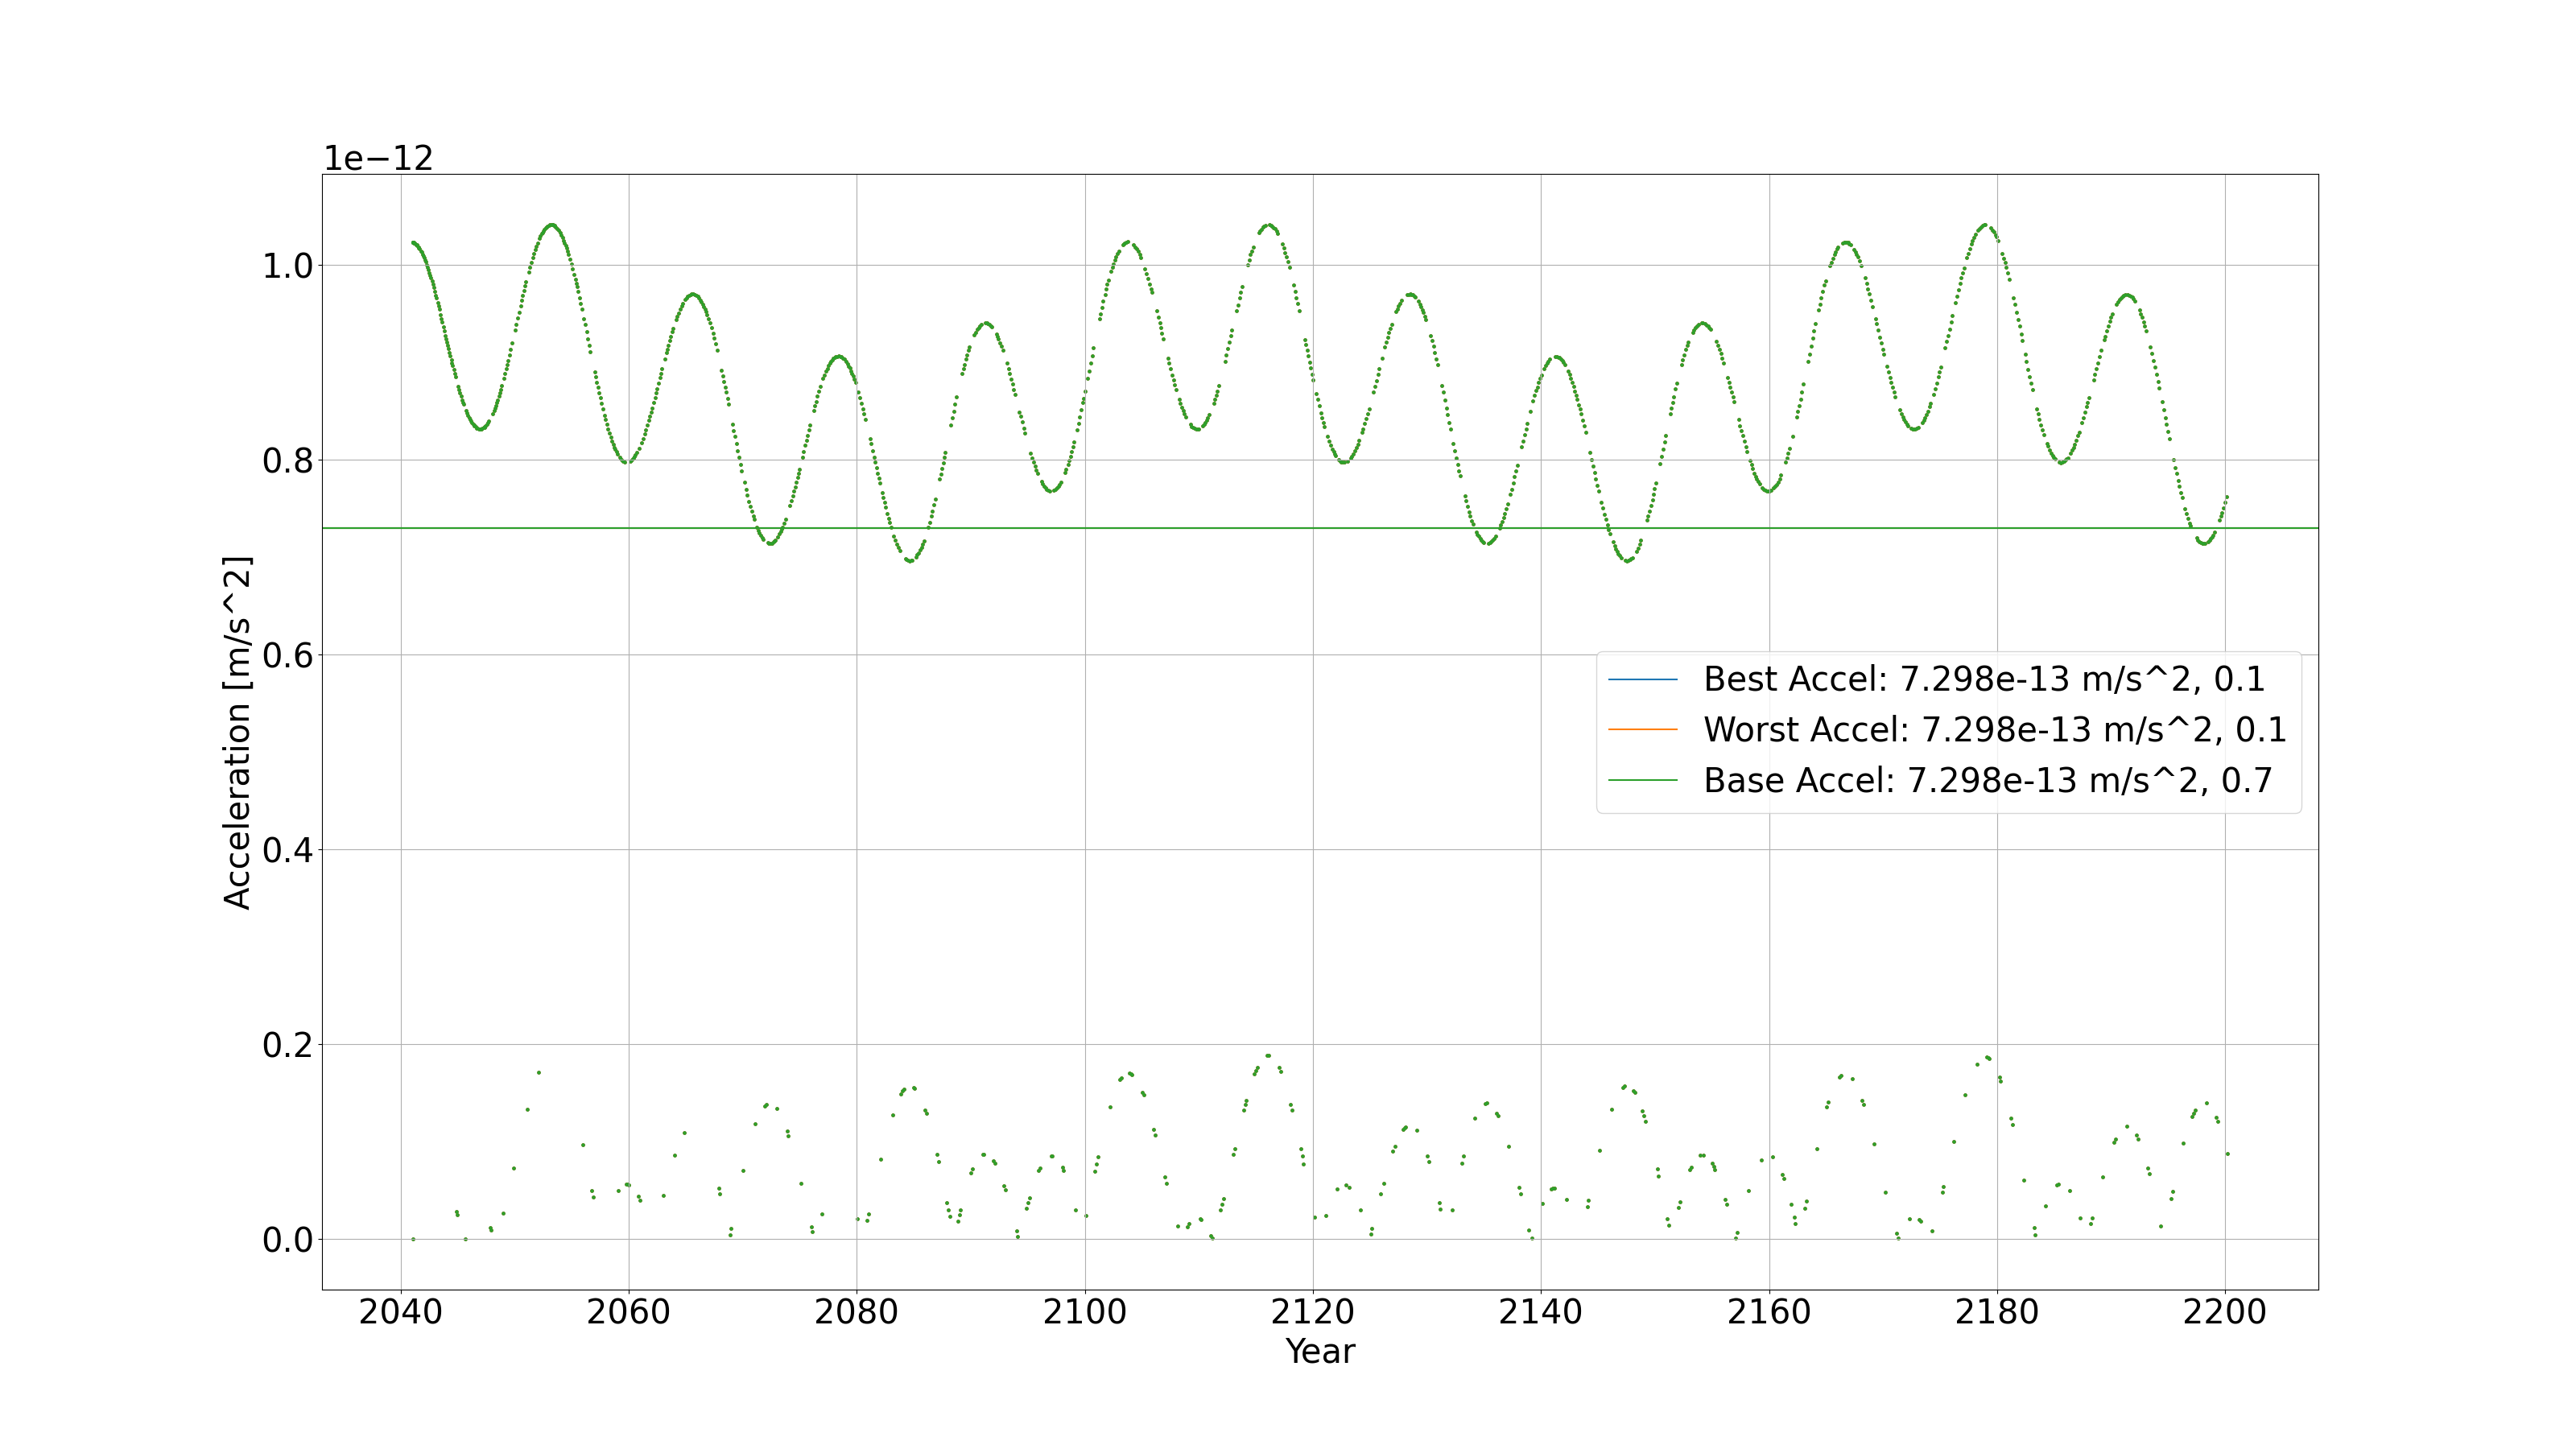 1e−12
1.0
0.8
0.6
0.4
0.2
0.0
Acceleration [m/s^2]
Best Accel: 7.298e-13 m/s^2, 0.1
Worst Accel: 7.298e-13 m/s^2, 0.1
Base Accel: 7.298e-13 m/s^2, 0.7
2040 2060 2080 2100 2120 2140 2160 2180 2200
Year